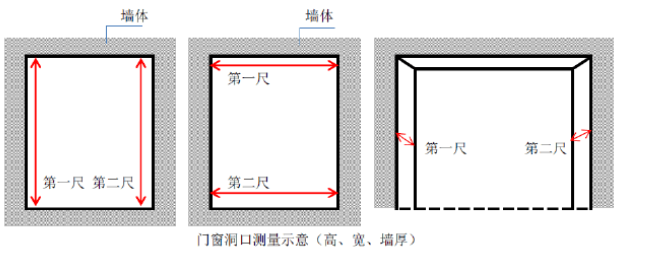 墙体
墙体
第一尺
第一尺 第二尺
第二尺
第一尺
第二尺
门窗洞口测量示意（高、宽、墙厚）